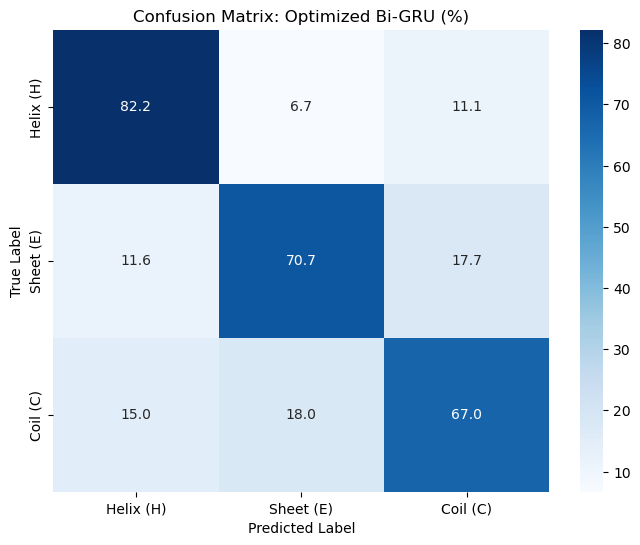 Confusion Matrix: Optimized Bi-GRU (%)
True Label
Helix (H)
82.2 6.7 11.1
Sheet (E)
11.6 70.7 17.7
Coil (C)
15.0 18.0 67.0
Helix (H) Sheet (E) Coil (C)
Predicted Label
80
70
60
50
40
30
20
10